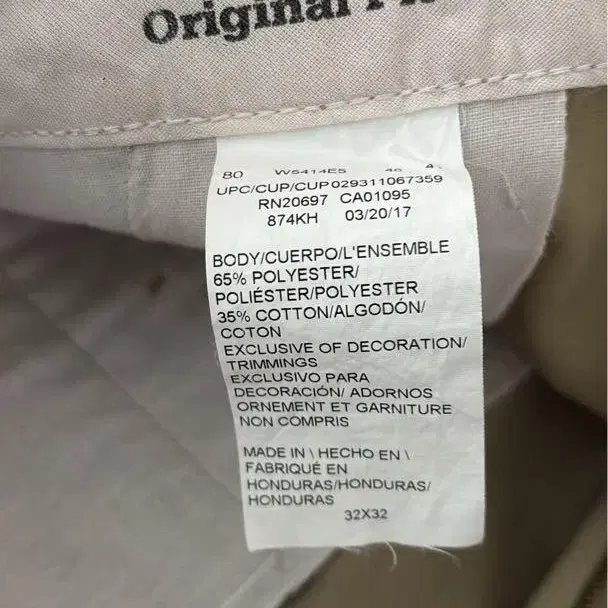 Original
80 W5414ES 46
UPC/CUP/CUP029311067359
RN20697 CA01095
874KH 03/20/17
BODY/CUERPO/L'ENSEMBLE
65% POLYESTER/
POLIÉSTER/POLYESTER
35% COTTON/ALGODÓN/
COTON
EXCLUSIVE OF DECORATION/
TRIMMINGS
EXCLUSIVO PARA
DECORACIÓN/ ADORNOS
ORNEMENT ET GARNITURE
NON COMPRIS
MADE IN \ HECHO EN \
FABRIQUÉ EN
HONDURAS/HONDURAS/
HONDURAS
32X32